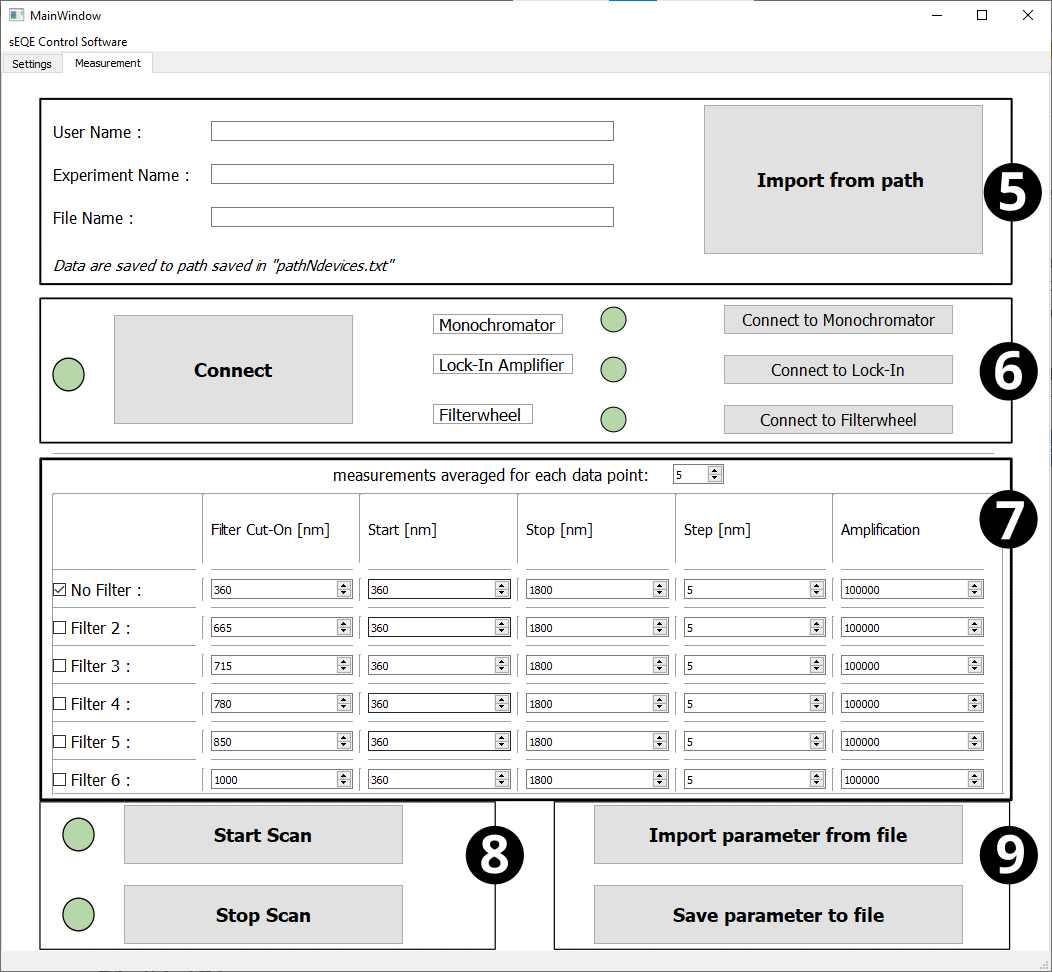 MainWindow
sEQE Control Software
Settings Measurement
User Name :
Import from path
Experiment Name :
5
File Name :
Data are saved to path saved in "pathNdevices.txt"
Monochromator Connect to Monochromator
Connect Lock-In Amplifier Connect to Lock-In
6
Filterwheel Connect to Filterwheel
measurements averaged for each data point: 5
7
Filter Cut-On [nm] Start [nm] Stop [nm] Step [nm] Amplification
No Filter : 360 360 1800 5 100000
Filter 2 : 665 360 1800 5 100000
Filter 3 : 715 360 1800 5 100000
Filter 4 : 780 360 1800 5 100000
Filter 5 : 850 360 1800 5 100000
Filter 6 : 1000 360 1800 5 100000
Start Scan Import parameter from file
8 9
Stop Scan Save parameter to file